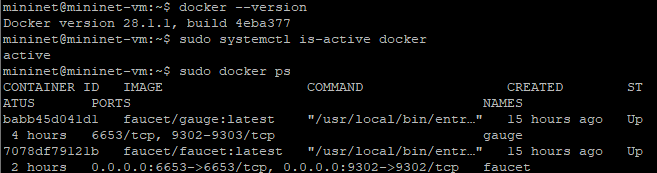 mininet@mininet-vm:~$ docker --version
Docker version 28.1.1, build 4eba377
mininet@mininet-vm:~$ sudo systemctl is-active docker
active
mininet@mininet-vm:~$ sudo docker ps
CONTAINER ID   IMAGE                  COMMAND                  CREATED        ST
ATUS       PORTS                                            NAMES
babb45d041d1   faucet/gauge:latest    "/usr/local/bin/entr…"   15 hours ago   Up
 4 hours   6653/tcp, 9302-9303/tcp                          gauge
7078df79121b   faucet/faucet:latest   "/usr/local/bin/entr…"   15 hours ago   Up
 2 hours   0.0.0.0:6653->6653/tcp, 0.0.0.0:9302->9302/tcp   faucet